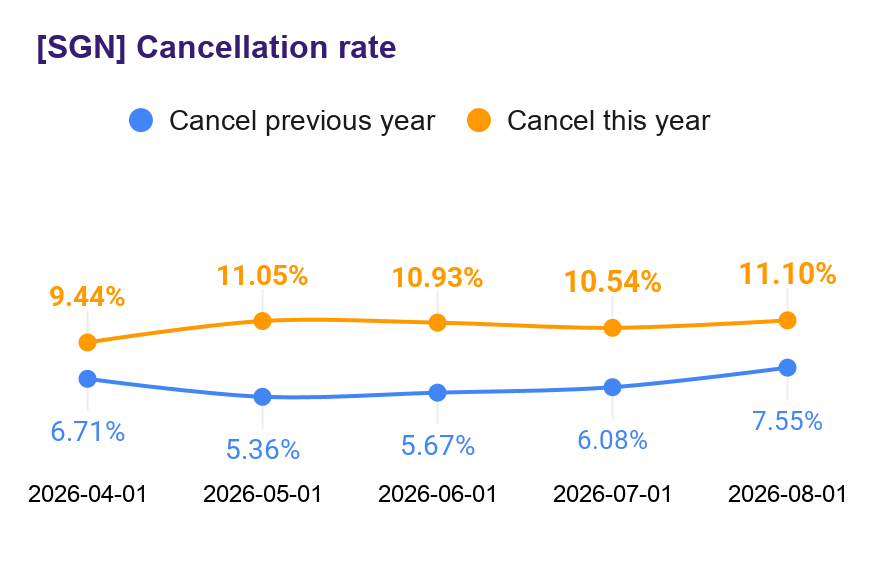 [SGN] Cancellation rate
Cancel previous year Cancel this year
9.44% 11.05% 10.93% 10.54% 11.10%
6.71% 5.36% 5.67% 6.08% 7.55%
2026-04-01 2026-05-01 2026-06-01 2026-07-01 2026-08-01